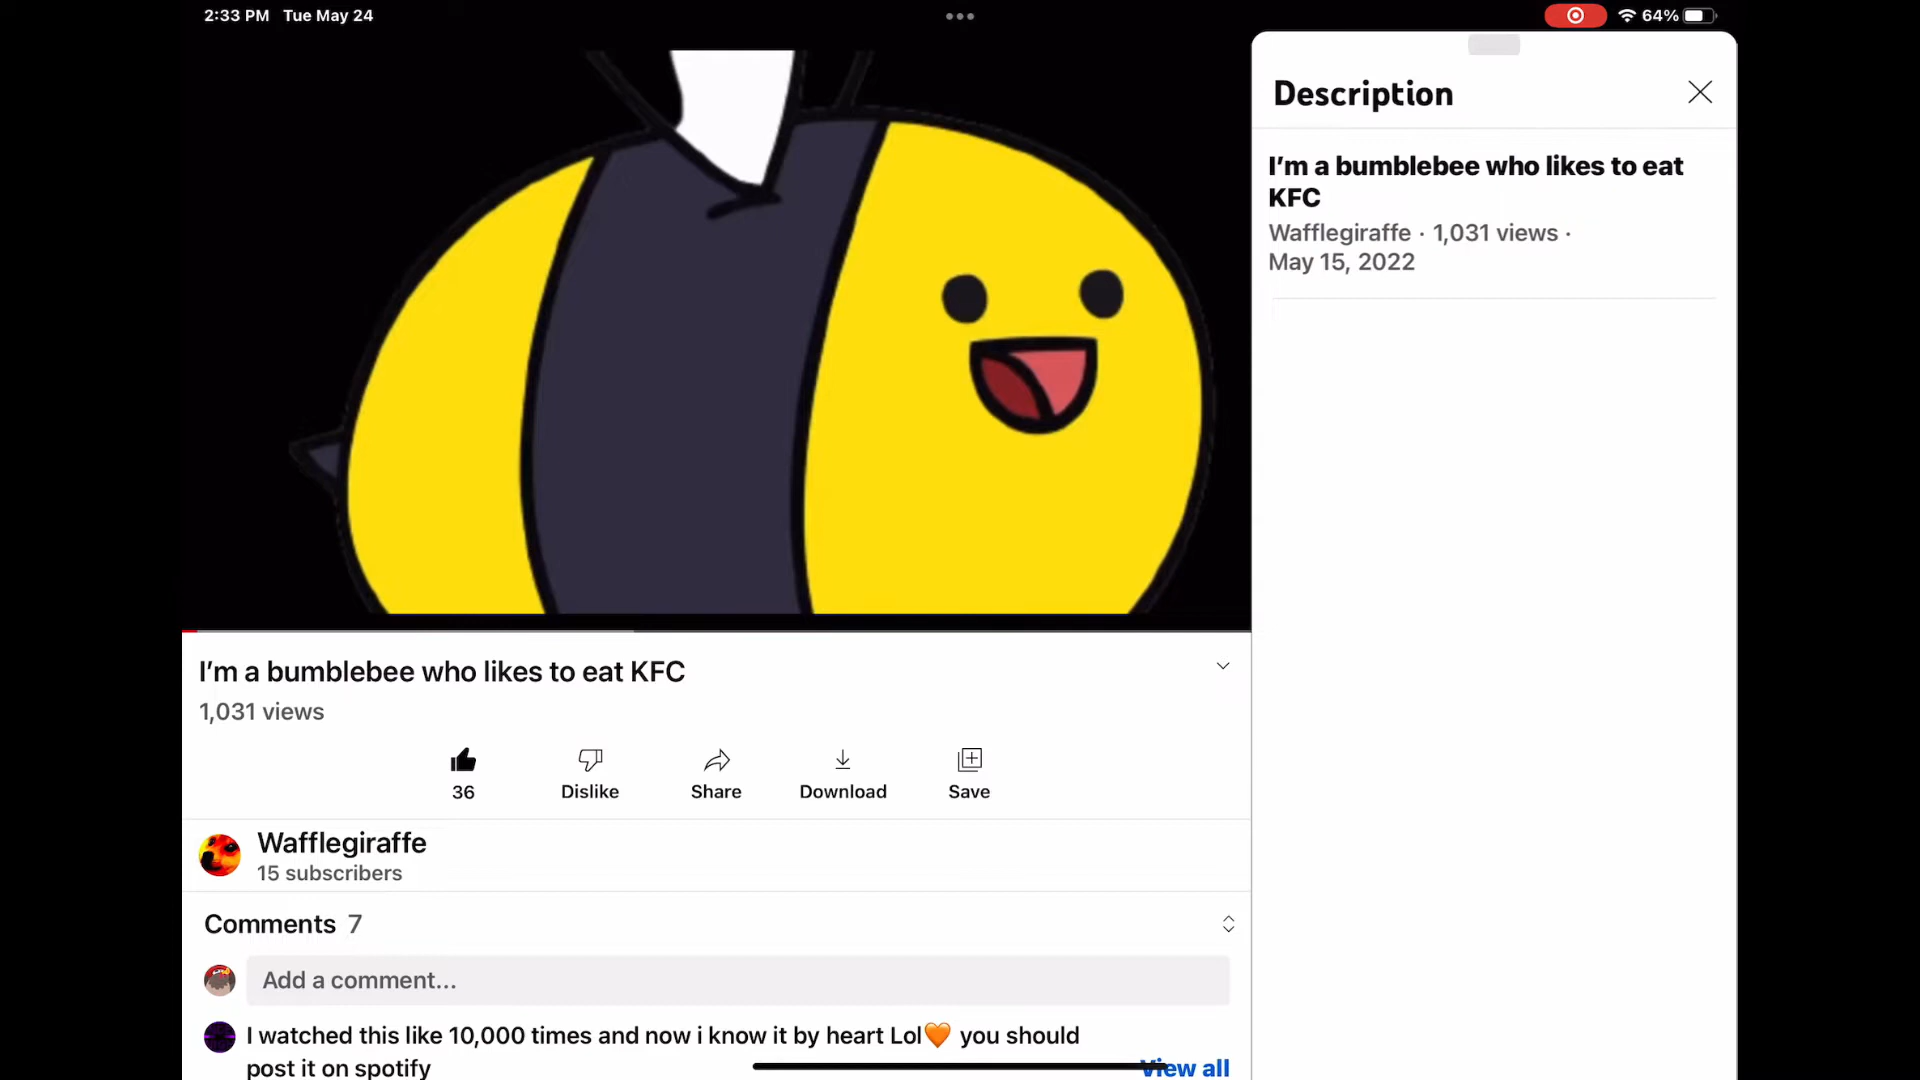 2:33 PM Tue May 24
64%
I’m a bumblebee who likes to eat KFC
1,031 views
36
Dislike
Share
Download
Save
Wafflegiraffe
15 subscribers
Comments 7
Add a comment...
I watched this like 10,000 times and now i know it by heart Lol🧡 you should
post it on spotify
View all
Description
I’m a bumblebee who likes to eat
KFC
Wafflegiraffe · 1,031 views ·
May 15, 2022